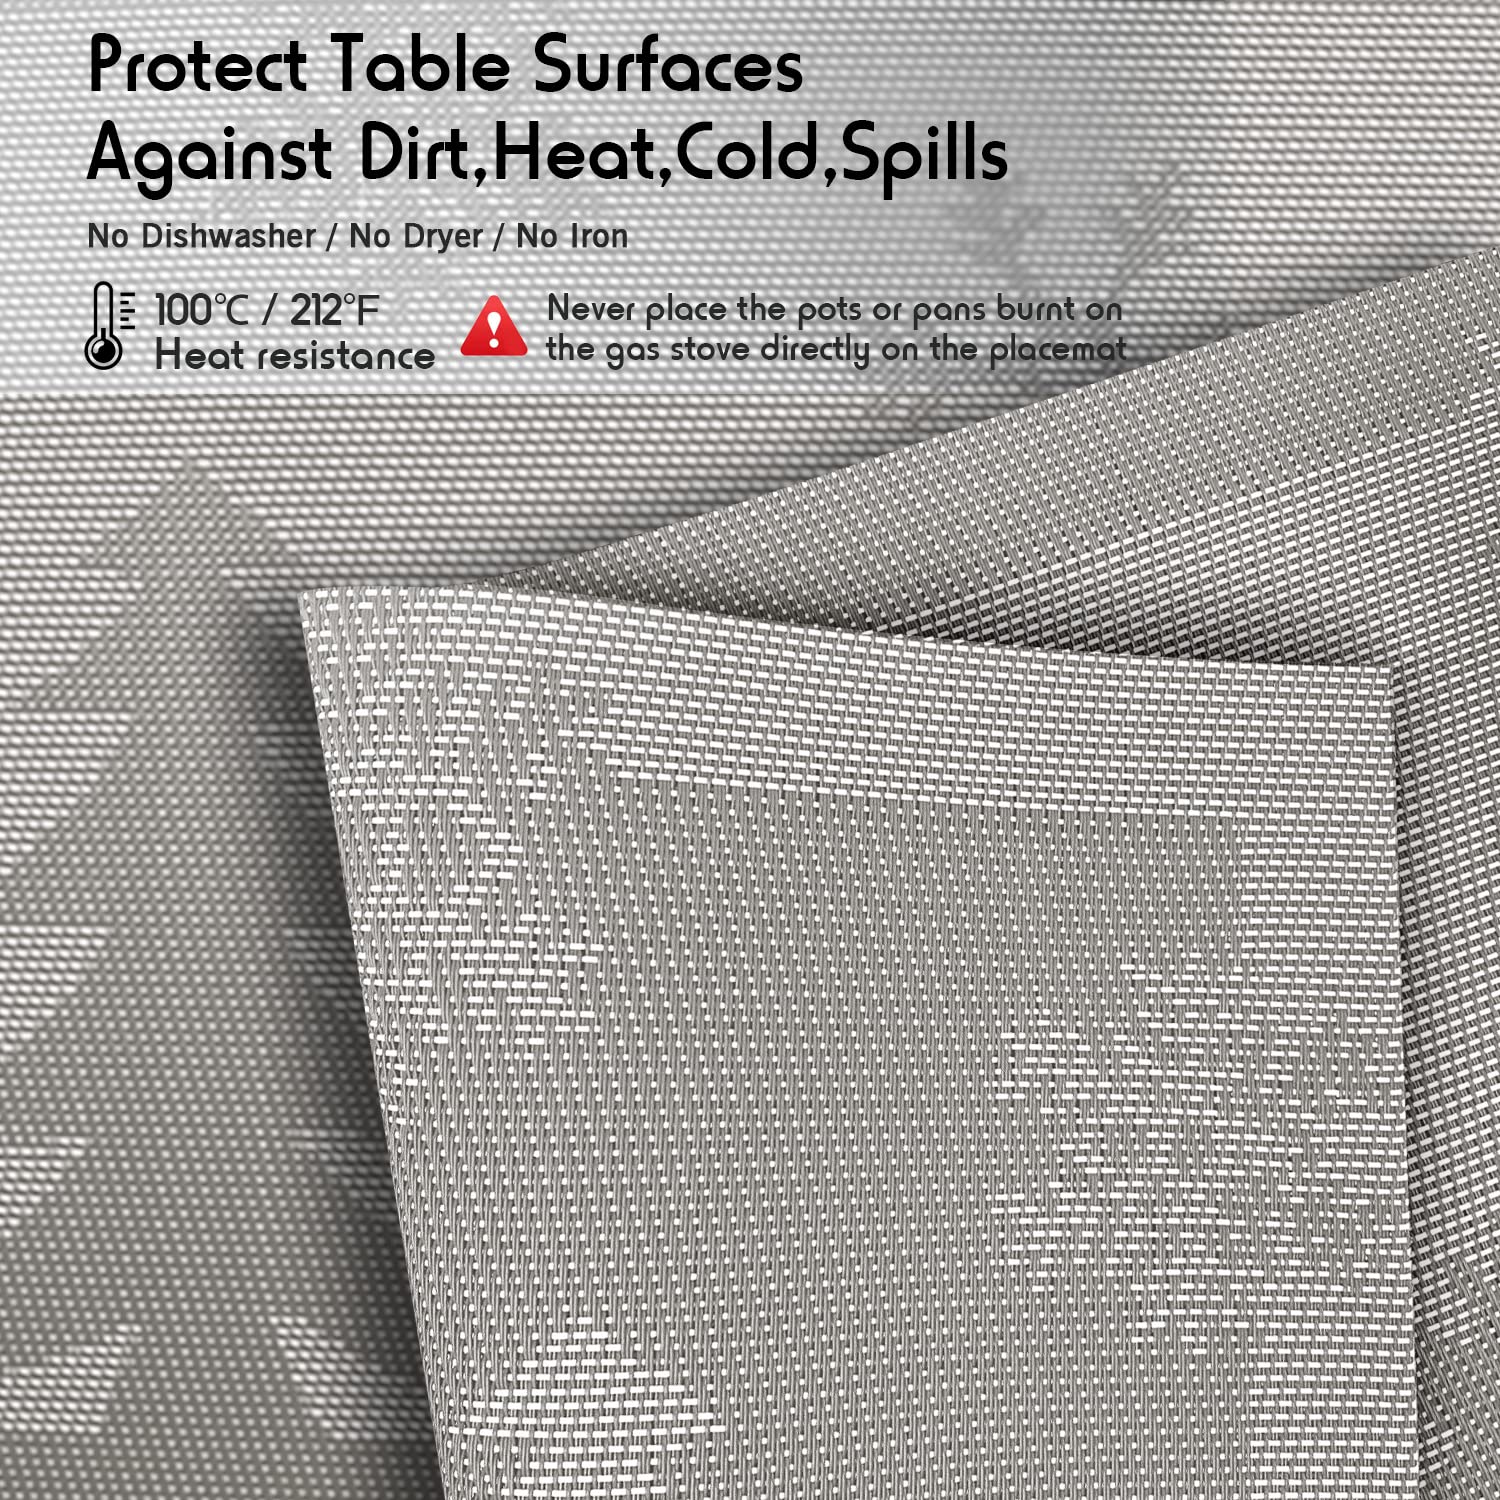 Protect Table Surfaces
Against Dirt,Heat,Cold,Spills
No Dishwasher / No Dryer / No Iron
100℃ / 212℉
Heat resistance
Never place the pots or pans burnt on
the gas stove directly on the placemat